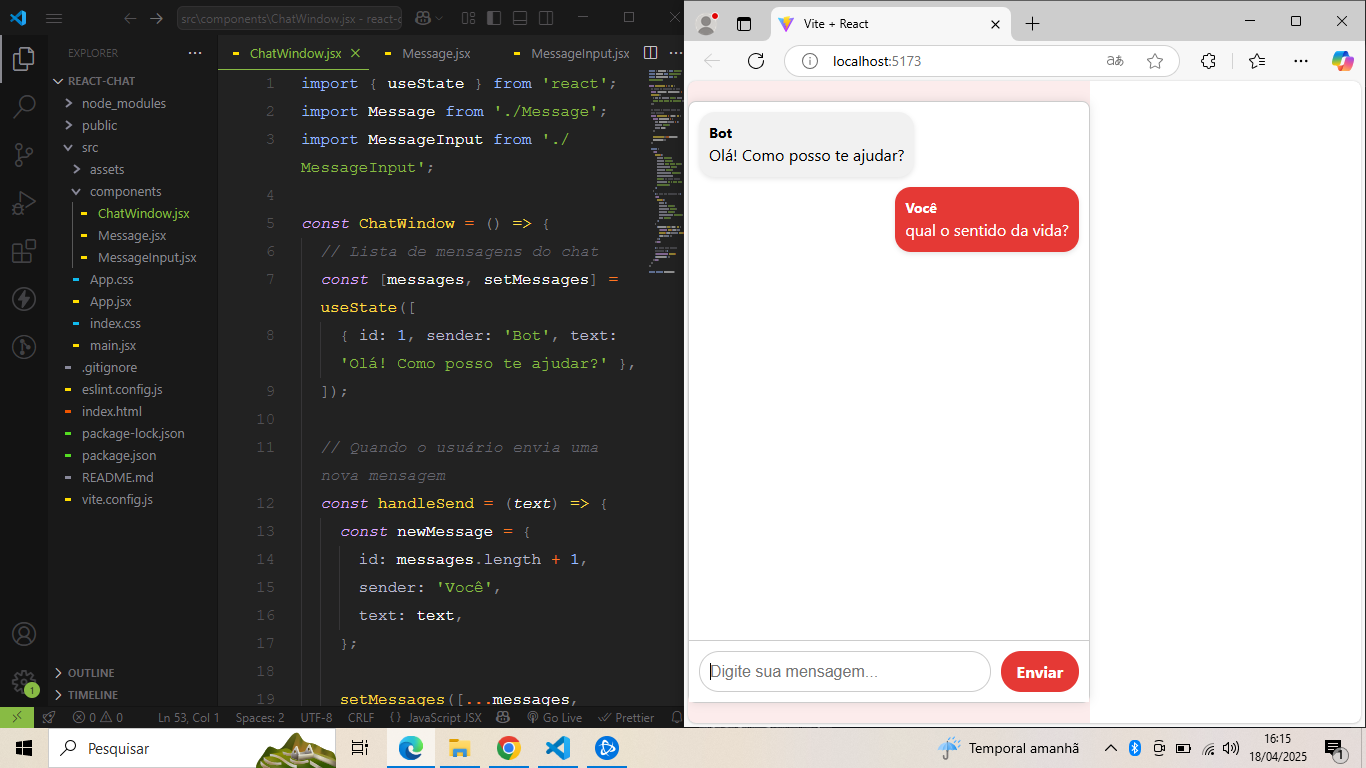 src\components\ChatWindow.jsx - react-c
EXPLORER
REACT-CHAT
node_modules
public
src
assets
components
ChatWindow.jsx
Message.jsx
MessageInput.jsx
App.css
App.jsx
index.css
main.jsx
.gitignore
eslint.config.js
index.html
package-lock.json
package.json
README.md
vite.config.js
OUTLINE
TIMELINE
1
ChatWindow.jsx
Message.jsx
MessageInput.jsx
1 import { useState } from 'react';
2 import Message from './Message';
3 import MessageInput from './
MessageInput';
4
5 const ChatWindow = () => {
6 // Lista de mensagens do chat
7 const [messages, setMessages] =
useState([
8 { id: 1, sender: 'Bot', text:
'Olá! Como posso te ajudar?' },
9 ]);
10
11 // Quando o usuário envia uma
nova mensagem
12 const handleSend = (text) => {
13 const newMessage = {
14 id: messages.length + 1,
15 sender: 'Você',
16 text: text,
17 };
18
19 setMessages([...messages,
0 0 Ln 53, Col 1 Spaces: 2 UTF-8 CRLF {} JavaScript JSX Go Live Prettier
Vite + React
localhost:5173
aあ
Bot
Olá! Como posso te ajudar?
Você
qual o sentido da vida?
Digite sua mensagem...
Enviar
Pesquisar
Temporal amanhã
16:15
18/04/2025
1